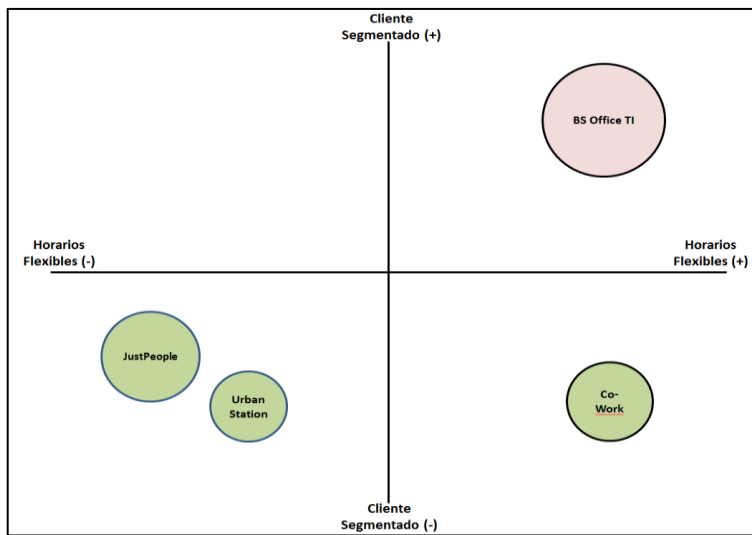 Cliente
Segmentado (+)
BS Office TI
Horarios
Flexibles (-)
Horarios
Flexibles (+)
JustPeople
Urban
Station
Co-
Work
Cliente
Segmentado (-)